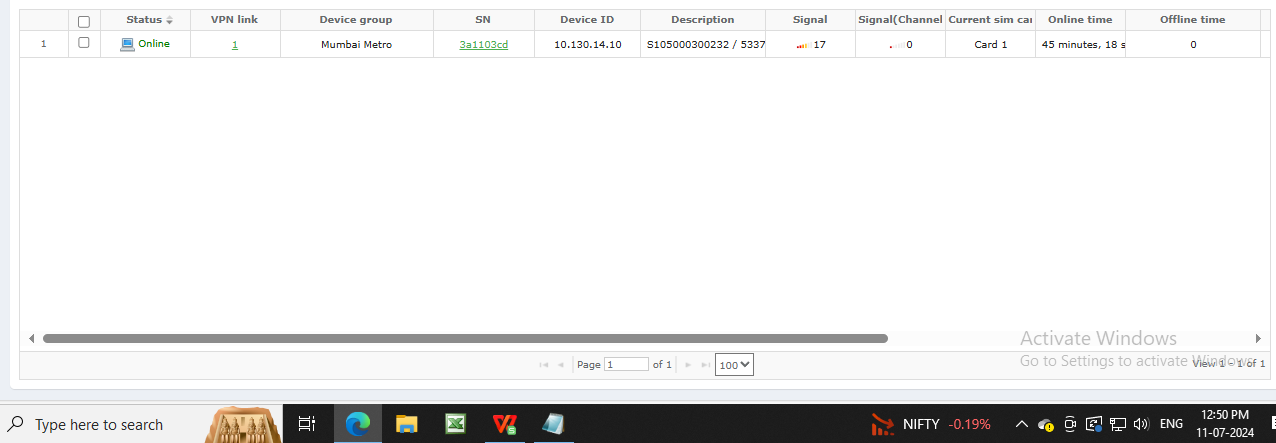 Status VPN link Device group SN Device ID Description Signal Signal(Channel Current sim car Online time Offline time
1 Online 1 Mumbai Metro 3a1103cd 10.130.14.10 S105000300232 / 5337 17 0 Card 1 45 minutes, 18 s 0
Activate Windows
Go to Settings to activate Windows.
Page 1 of 1 100 View 1 - 1 of 1
Type here to search NIFTY -0.19% ENG 12:50 PM
11-07-2024